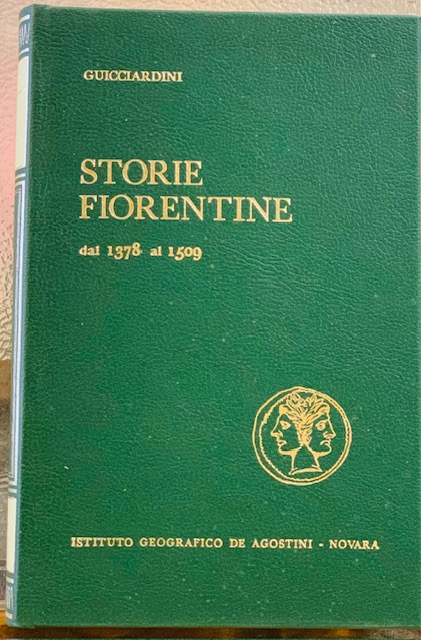 GUICCIARDINI
STORIE
FIORENTINE
dal 1378 al 1509
ISTITUTO GEOGRAFICO DE AGOSTINI - NOVARA